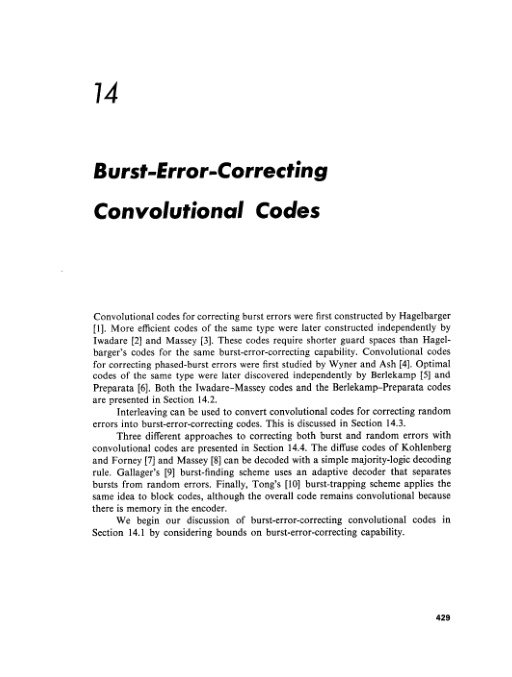 14
Burst-Error-Correcting
Convolutional Codes
Convolutional codes for correcting burst errors were first constructed by Hagelbarger
[1]. More efficient codes of the same type were later constructed independently by
Iwadare [2] and Massey [3]. These codes require shorter guard spaces than Hagel-
barger's codes for the same burst-error-correcting capability. Convolutional codes
for correcting phased-burst errors were first studied by Wyner and Ash [4]. Optimal
codes of the same type were later discovered independently by Berlekamp [5] and
Preparata [6]. Both the Iwadare–Massey codes and the Berlekamp–Preparata codes
are presented in Section 14.2.
Interleaving can be used to convert convolutional codes for correcting random
errors into burst-error-correcting codes. This is discussed in Section 14.3.
Three different approaches to correcting both burst and random errors with
convolutional codes are presented in Section 14.4. The diffuse codes of Kohlenberg
and Forney [7] and Massey [8] can be decoded with a simple majority-logic decoding
rule. Gallager's [9] burst-finding scheme uses an adaptive decoder that separates
bursts from random errors. Finally, Tong's [10] burst-trapping scheme applies the
same idea to block codes, although the overall code remains convolutional because
there is memory in the encoder.
We begin our discussion of burst-error-correcting convolutional codes in
Section 14.1 by considering bounds on burst-error-correcting capability.
429